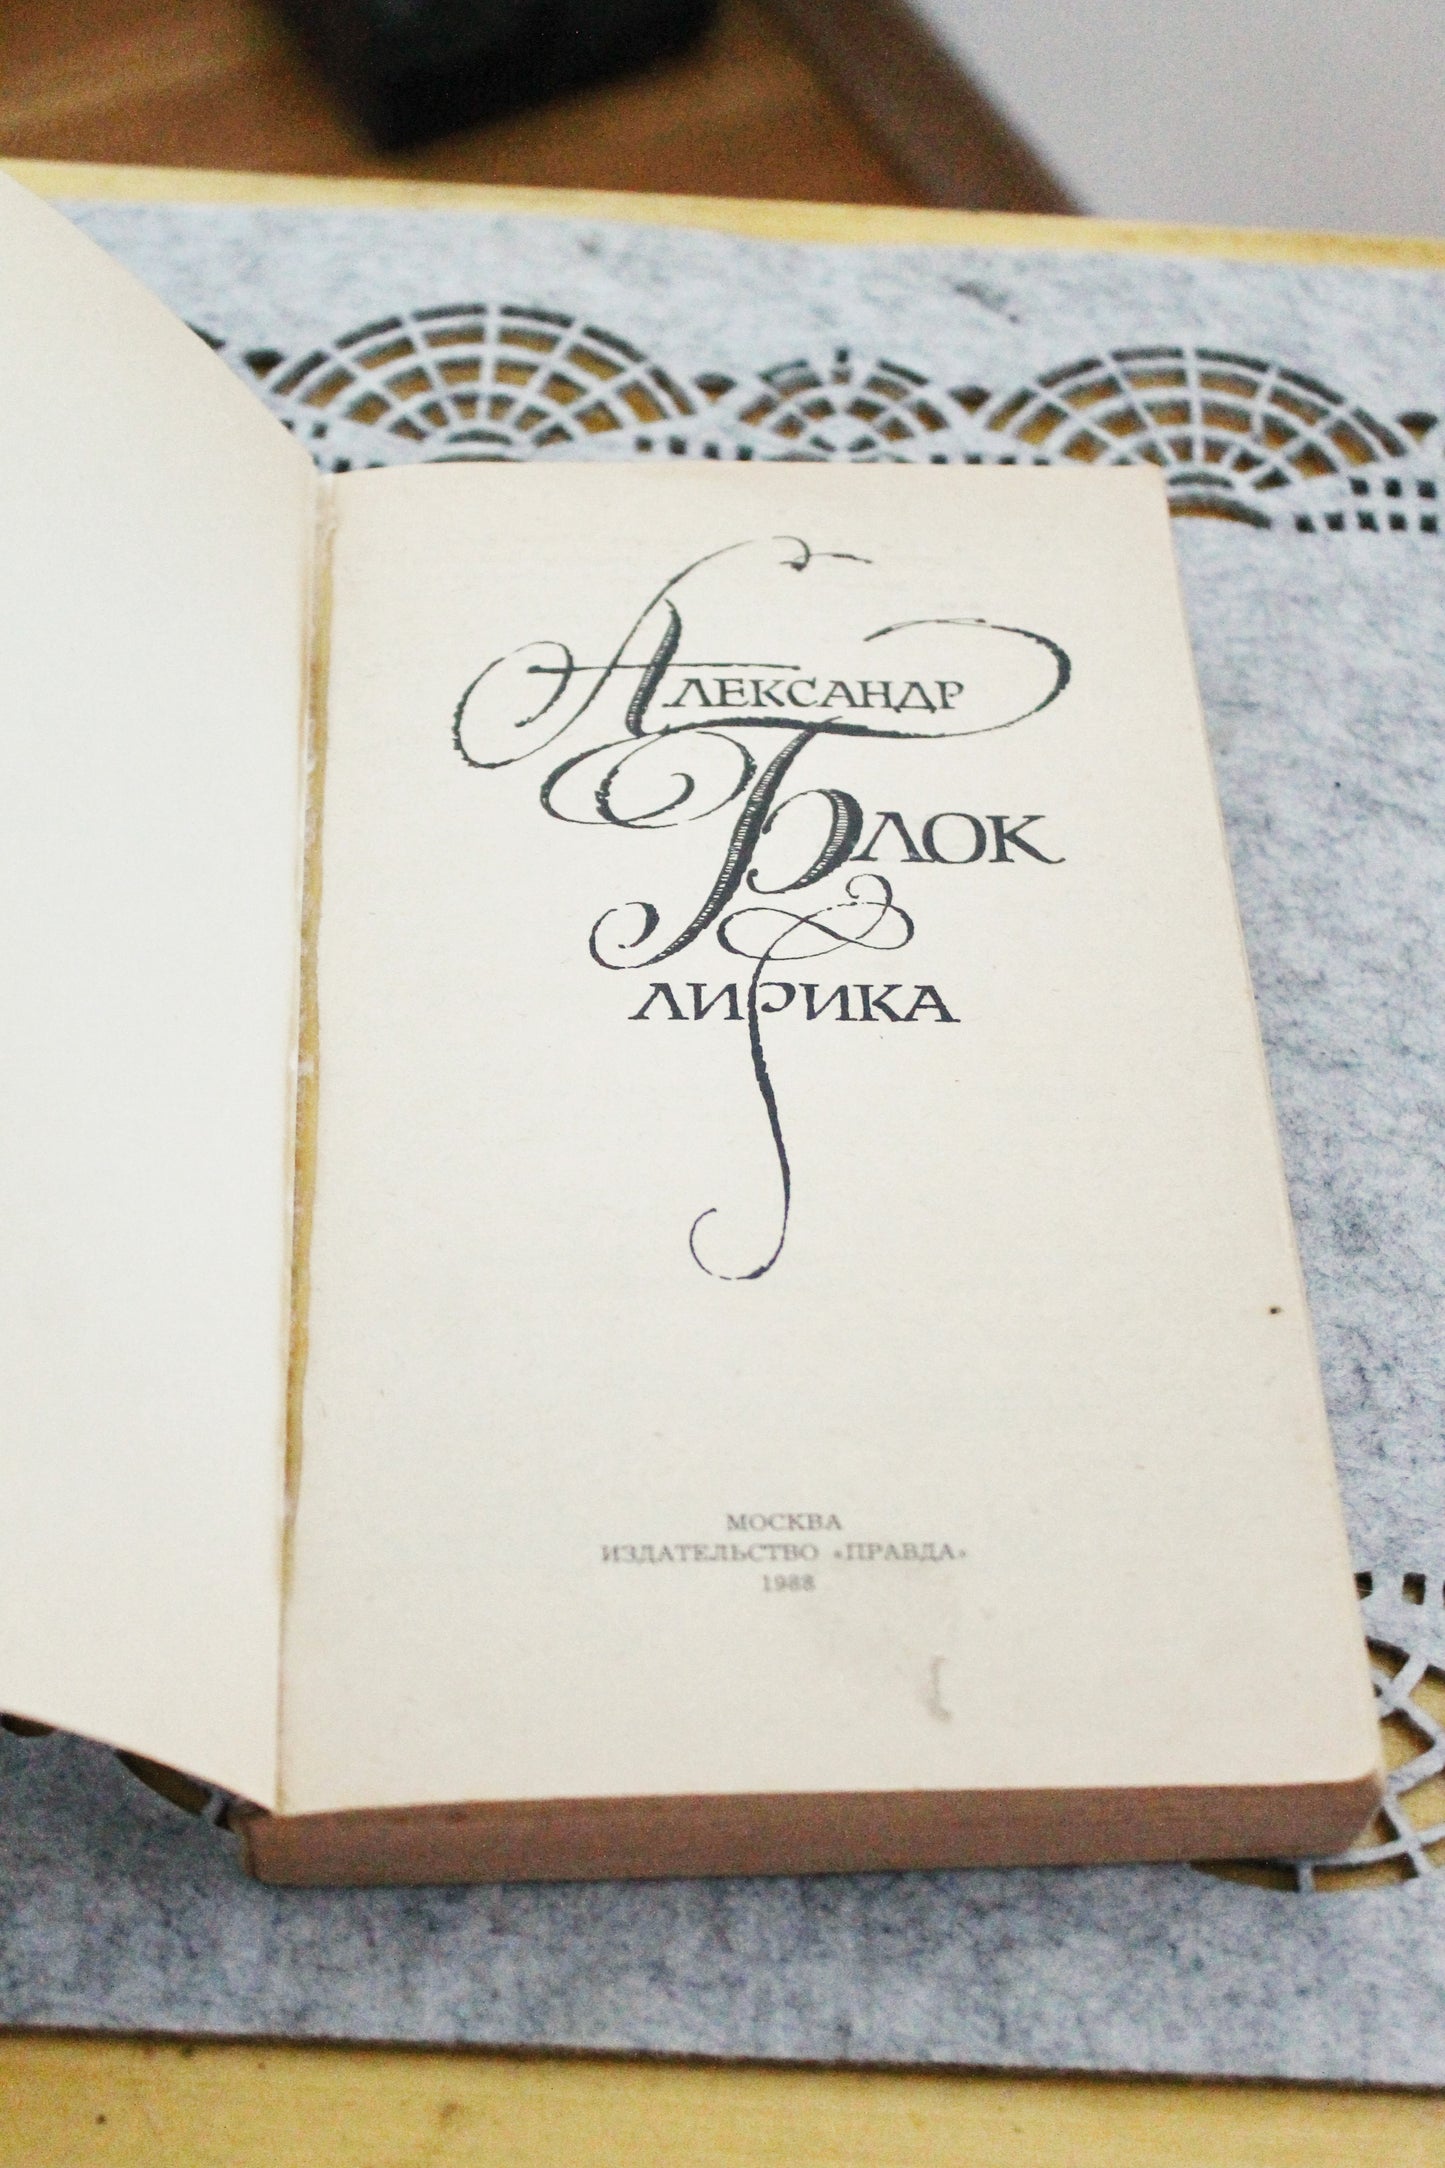 Александр
Блок
ЛИРИКА
МОСКВА
ИЗДАТЕЛЬСТВО «ПРАВДА»
1988